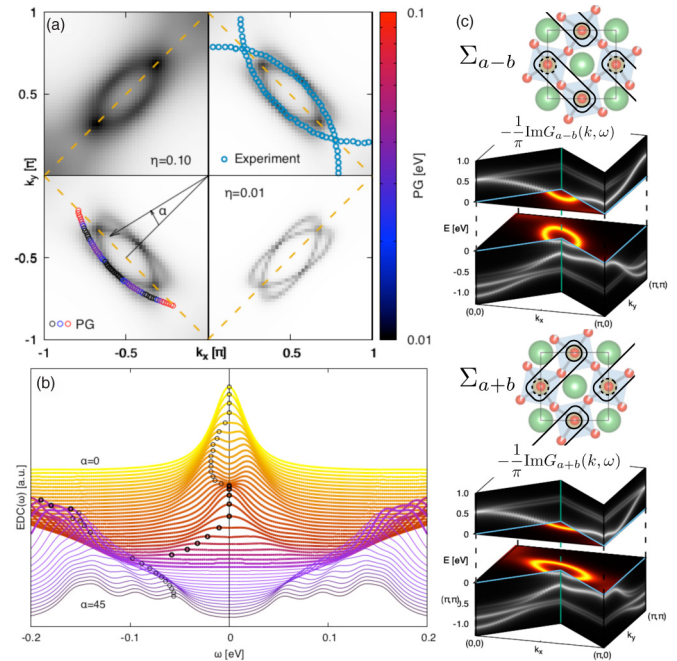 (a)
1
0.5
0
-0.5
-1
k_y [π]
η=0.10
Experiment
α
PG
η=0.01
-1
-0.5
0
0.5
1
k_x [π]
0.1
PG [eV]
0.01
(b)
EDC(ω) [a.u.]
α=0
α=45
-0.2
-0.1
0
0.1
0.2
ω [eV]
(c)
Σ_{a−b}
−1/π ImG_{a−b}(k, ω)
1.0
0.5
0
E [eV]
0
-0.5
-1.0
(0,0)
k_x
(π,0)
k_y
(π,π)
Σ_{a+b}
−1/π ImG_{a+b}(k, ω)
1.0
0.5
0
E [eV]
0
(π,π)
0.5
-1.0
(0,0)
k_x
(π,0)
k_y
(π,π)